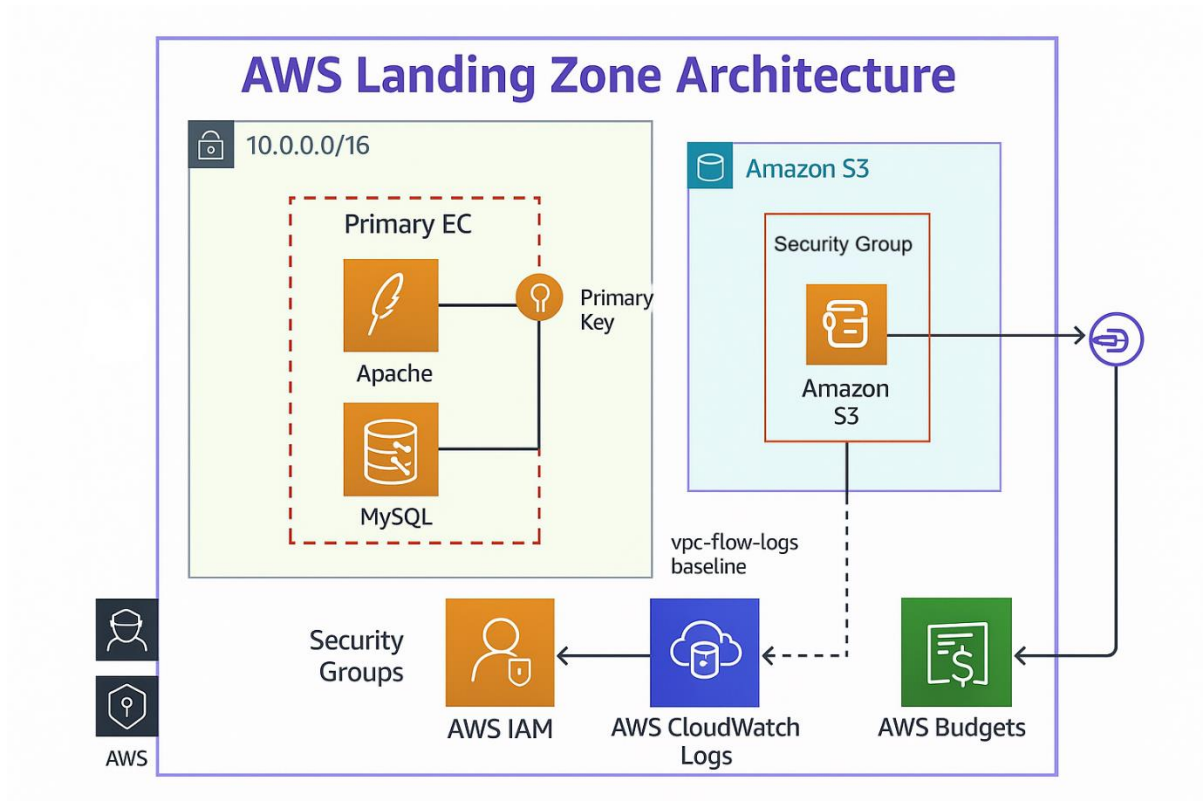 AWS Landing Zone Architecture
10.0.0.0/16
Primary EC
Apache
MySQL
Primary
Key
Amazon S3
Security Group
Amazon
S3
vpc-flow-logs
baseline
Security
Groups
AWS IAM
AWS CloudWatch
Logs
AWS Budgets
AWS